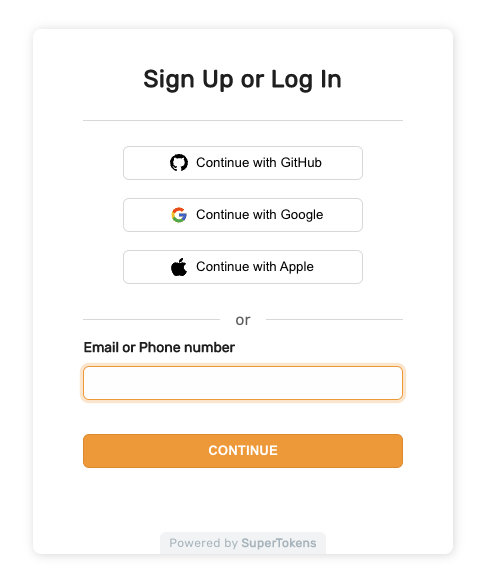 Sign Up or Log In
Continue with GitHub
Continue with Google
Continue with Apple
or
Email or Phone number
CONTINUE
Powered by SuperTokens